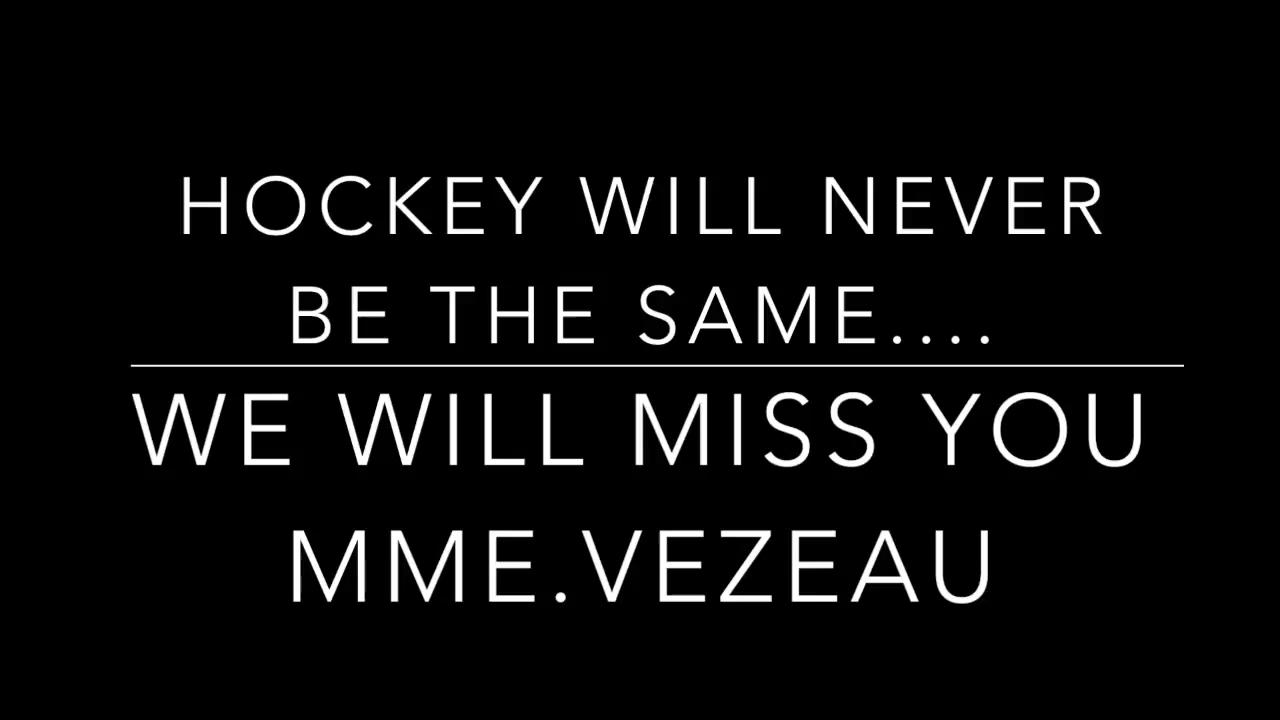 HOCKEY WILL NEVER
BE THE SAME....
WE WILL MISS YOU
MME.VEZEAU